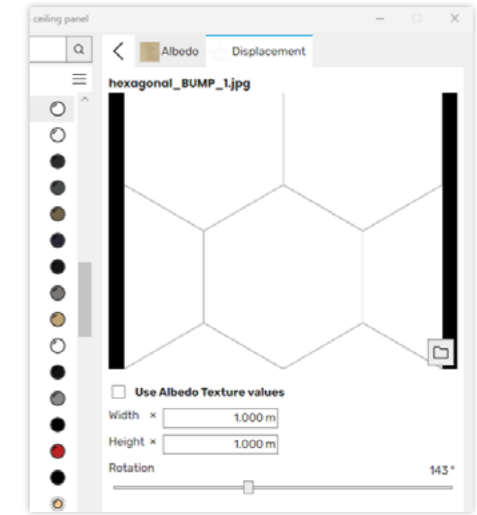 ceiling panel
Albedo
Displacement
hexagonal_BUMP_1.jpg
Use Albedo Texture values
Width × 1.000 m
Height × 1.000 m
Rotation 143 °